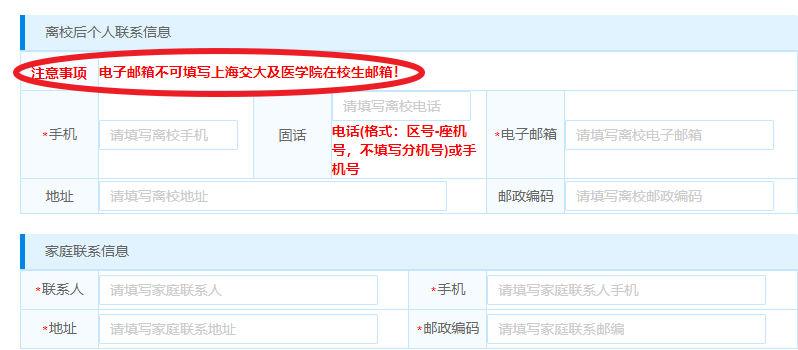 离校后个人联系信息
注意事项 电子邮箱不可填写上海交大及医学院在校生邮箱！
*手机 请填写离校手机 固话 请填写离校电话
电话(格式：区号-座机
号，不填写分机号)或手
机号
*电子邮箱 请填写离校电子邮箱
地址 请填写离校地址 邮政编码 请填写离校邮政编码
家庭联系信息
*联系人 请填写家庭联系人 *手机 请填写家庭联系人手机
*地址 请填写家庭联系地址 *邮政编码 请填写家庭联系邮编